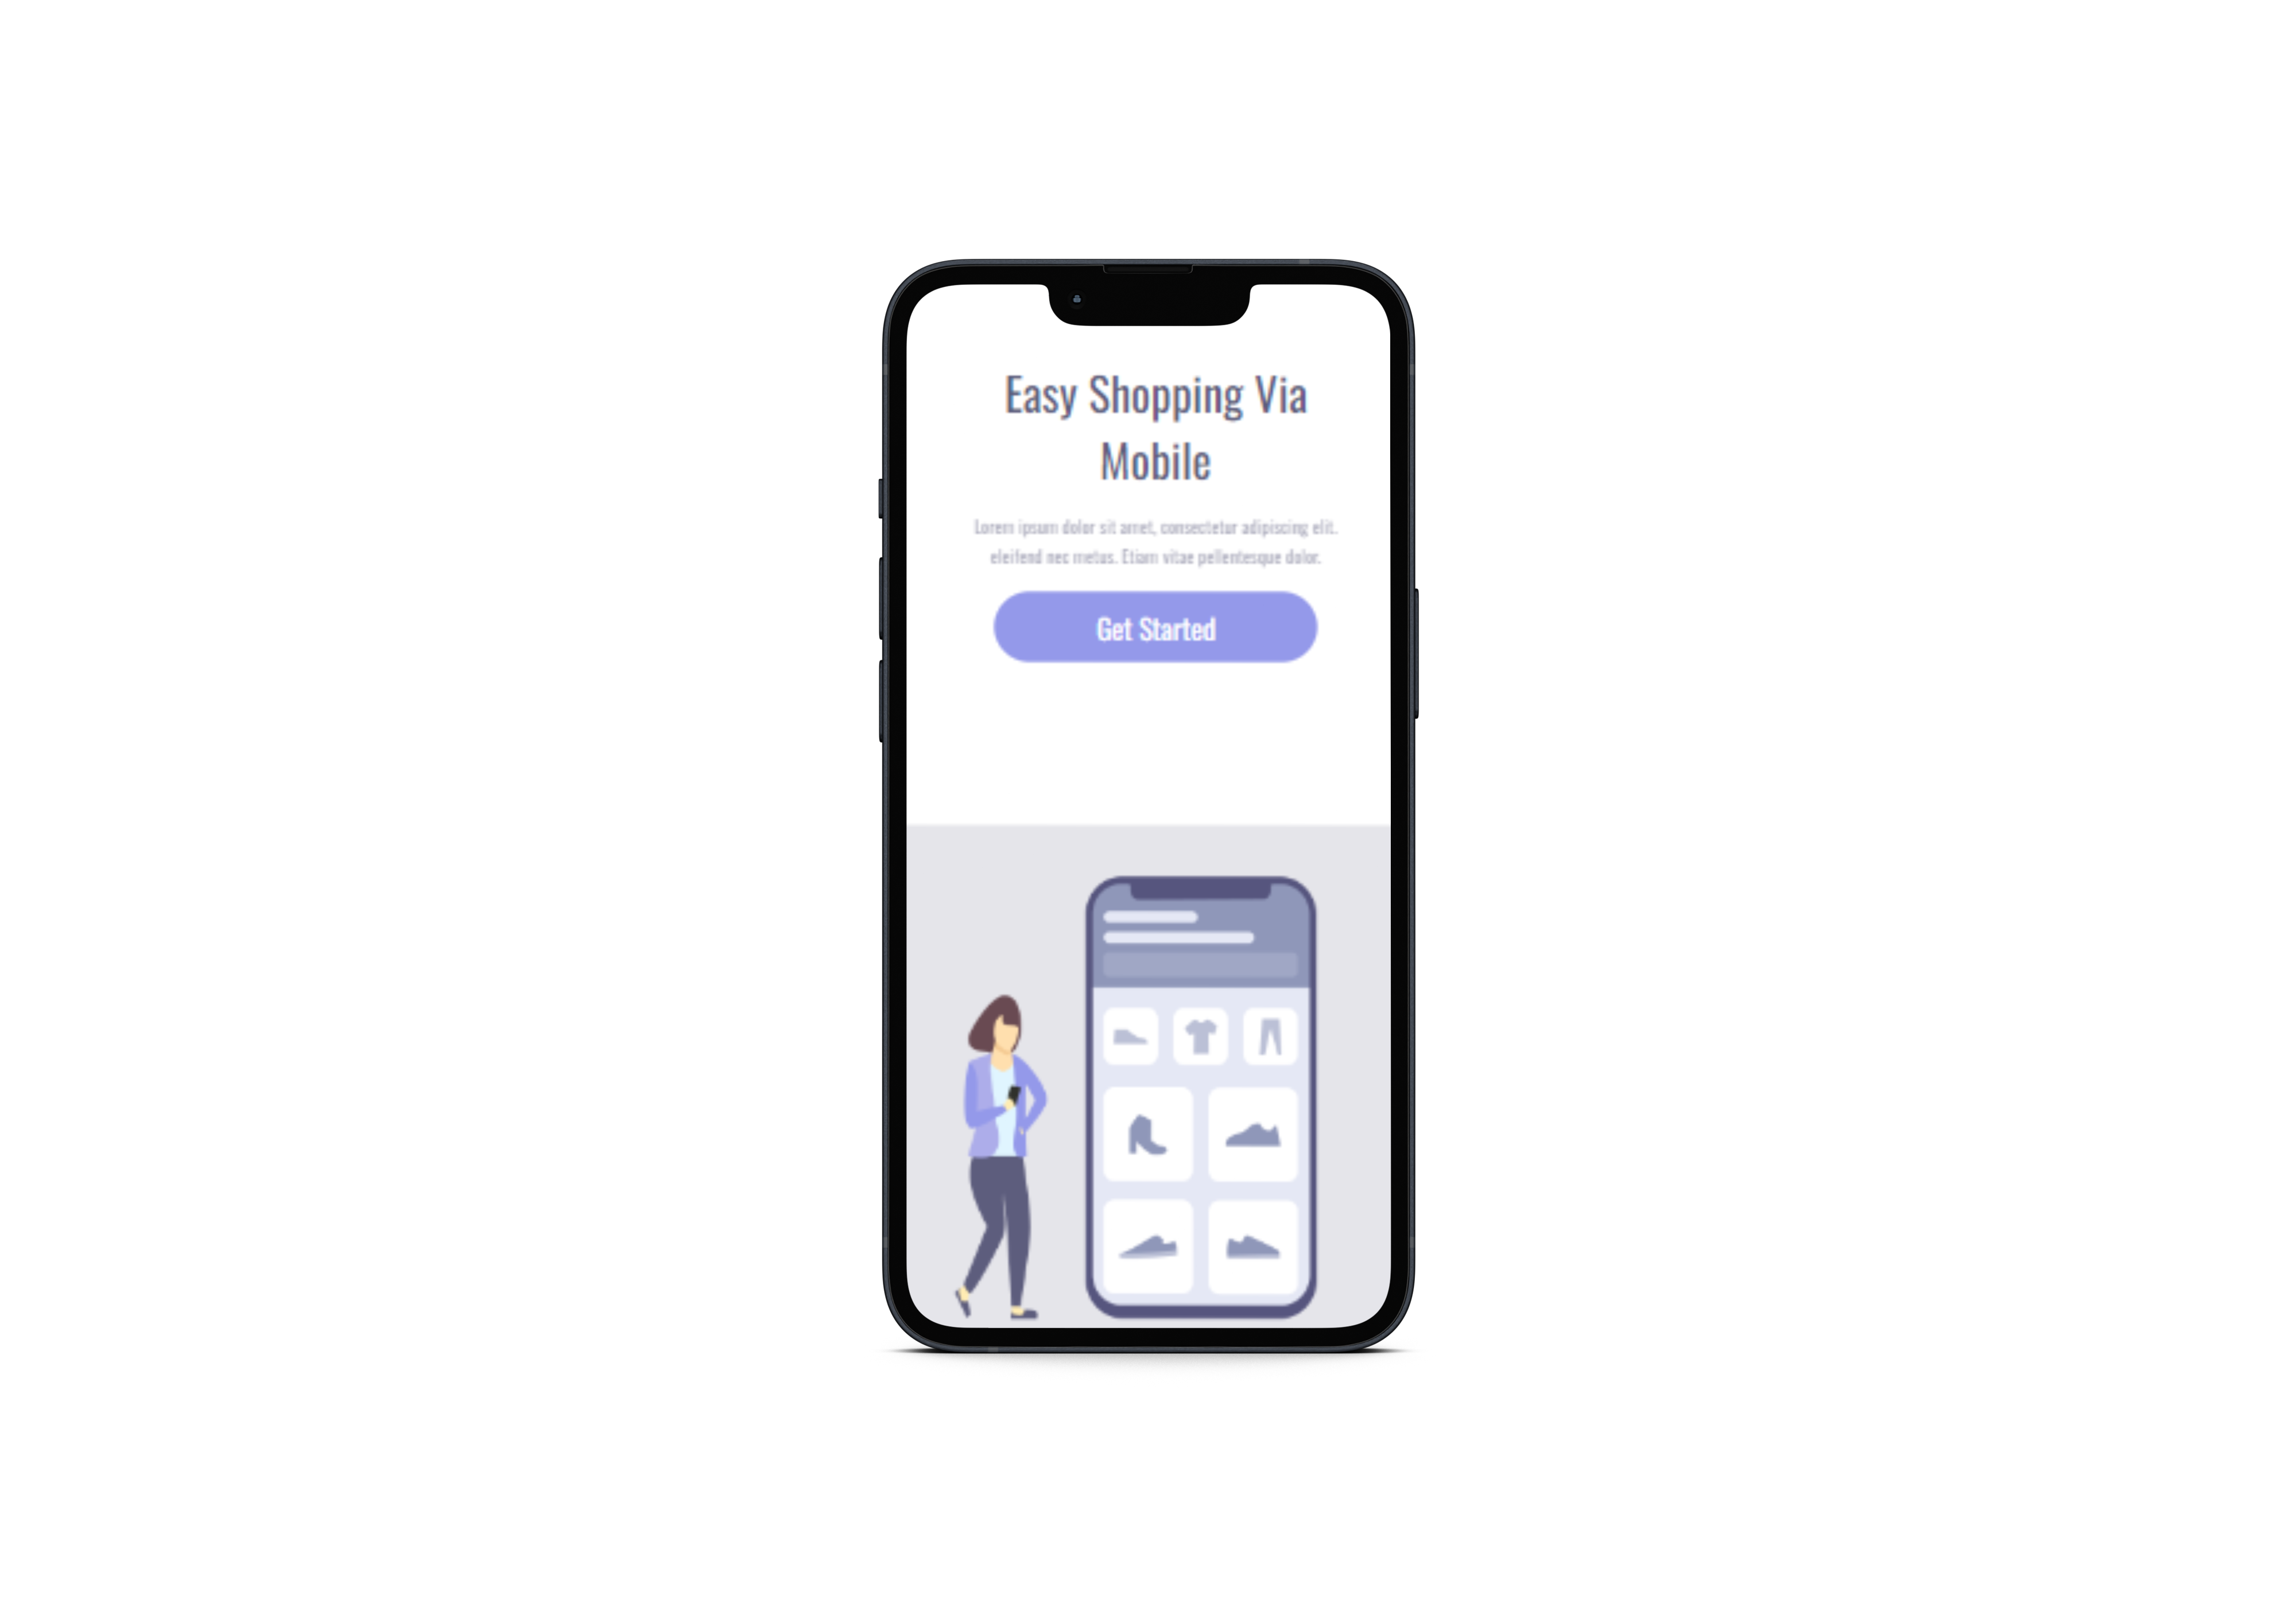 Easy Shopping Via
Mobile
Lorem ipsum dolor sit amet, consectetur adipiscing elit.
eleifend nec metus. Etiam vitae pellentesque dolor.
Get Started